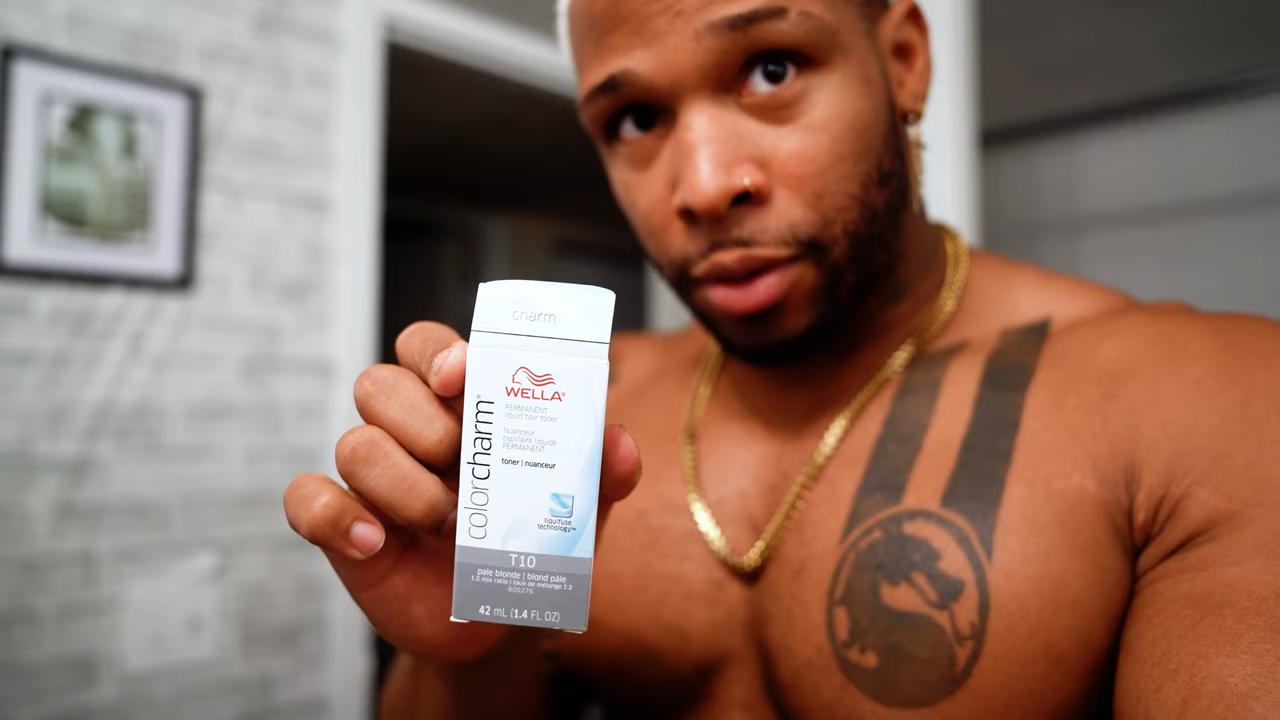 charm
WELLA®
PERMANENT
liquid hair toner
Nuanceur
capillaire liquide
PERMANENT
toner | nuanceur
colorcharm®
liquifuse
technology™
T10
pale blonde | blond pâle
1:2 mix ratio | taux de mélange 1:2
800276
42 mL (1.4 FL OZ)